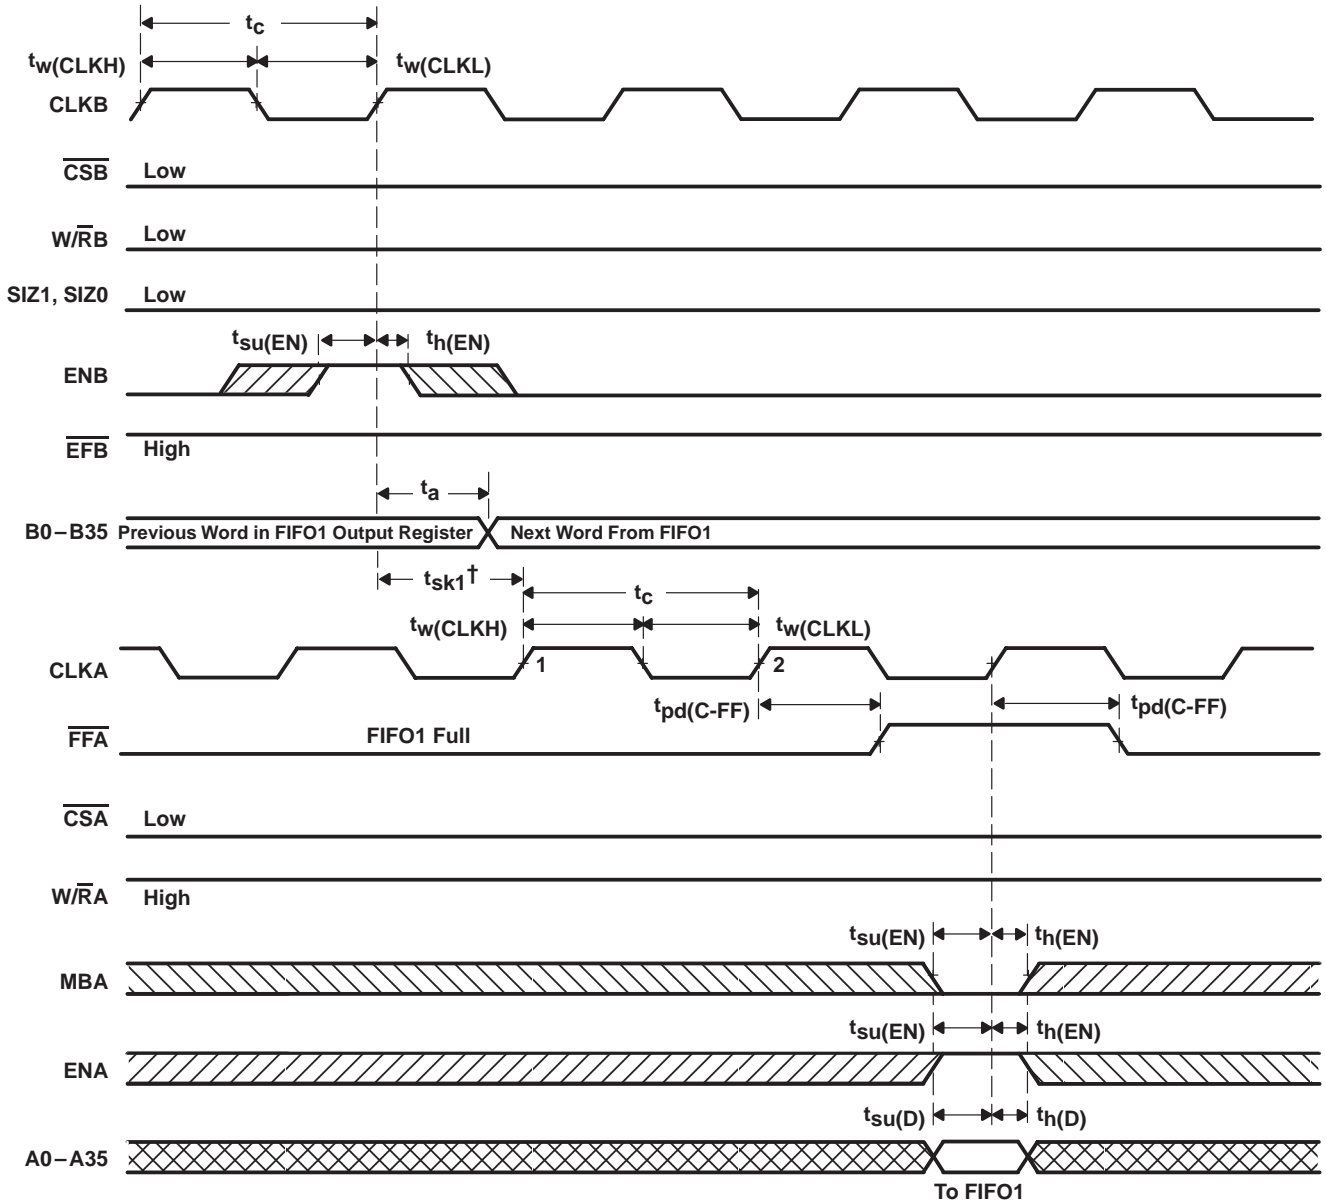 tc
tw(CLKH) tw(CLKL)
CLKB
CSB Low
W/RB Low
SIZ1, SIZ0 Low
tsu(EN) th(EN)
ENB
EFB High
ta
B0–B35 Previous Word in FIFO1 Output Register Next Word From FIFO1
tsk1†
tc
tw(CLKH) tw(CLKL)
CLKA 1 2
tpd(C-FF) tpd(C-FF)
FFA FIFO1 Full
CSA Low
W/RA High
tsu(EN) th(EN)
MBA
tsu(EN) th(EN)
ENA
tsu(D) th(D)
A0–A35
To FIFO1